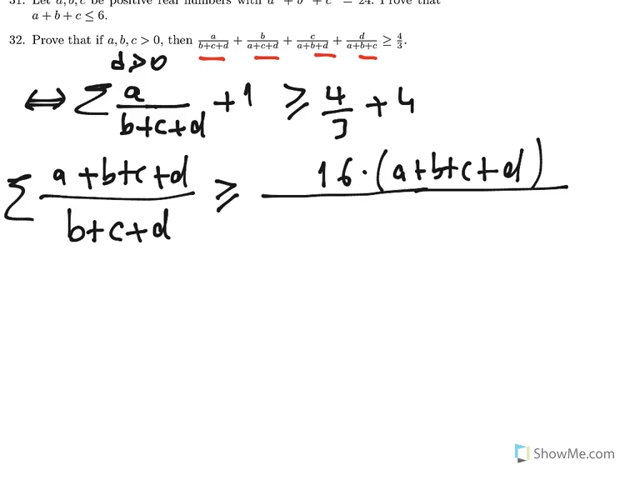 a + b + c ≤ 6.
32. Prove that if a, b, c > 0, then a/(b+c+d) + b/(a+c+d) + c/(a+b+d) + d/(a+b+c) ≥ 4/3.
d>0
⟺ Σ a/(b+c+d) + 1 ≥ 4/3 + 4
Σ (a+b+c+d)/(b+c+d) ≥ 16·(a+b+c+d)
ShowMe.com